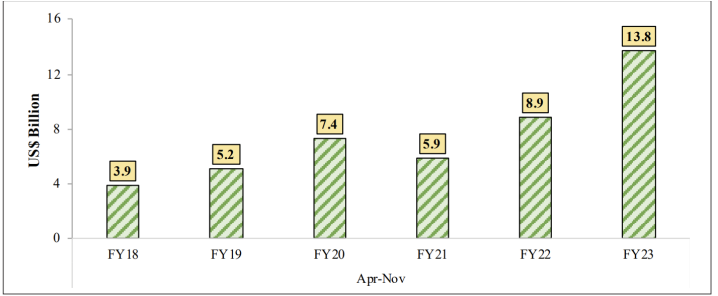 16
12
8
4
0
US$ Billion
3.9
5.2
7.4
5.9
8.9
13.8
FY18
FY19
FY20
FY21
FY22
FY23
Apr-Nov